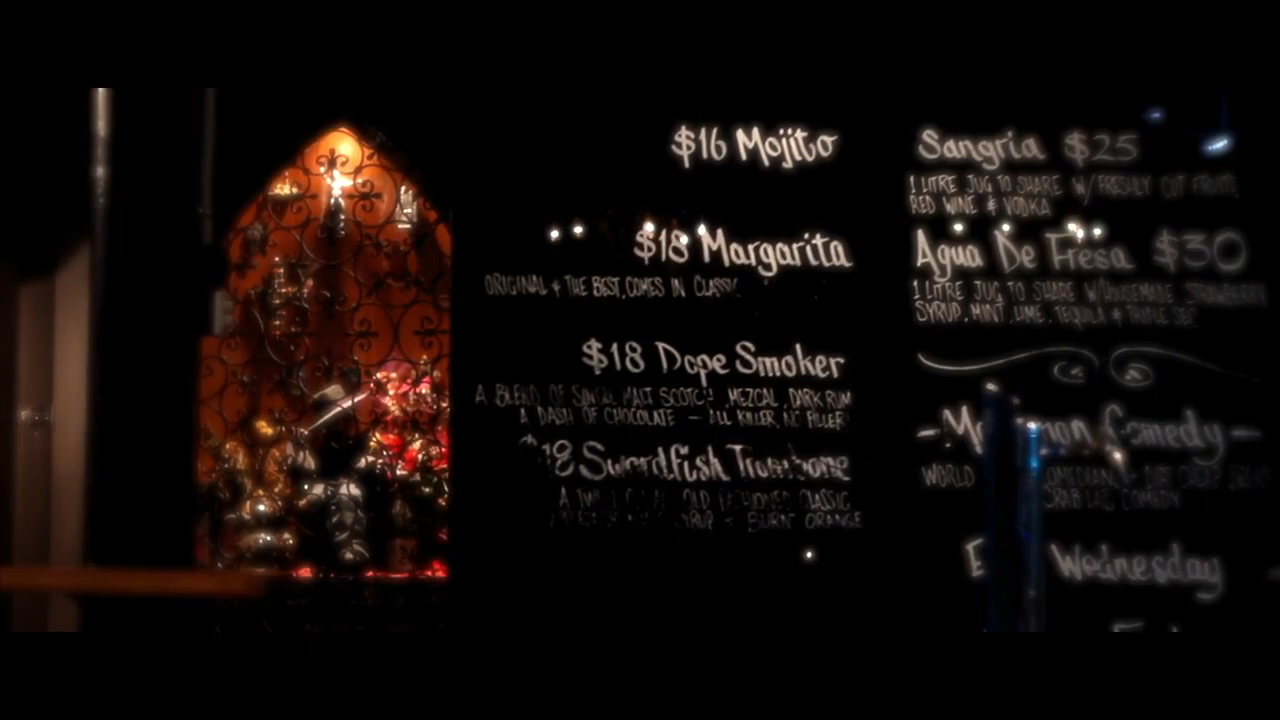 $16 Mojito
$18 Margarita
ORIGINAL & THE BEST, COMES IN CLASSIC
$18 Dope Smoker
A BLEND OF SINGLE MALT SCOTCH, MEZCAL, DARK RUM
A DASH OF CHOCOLATE — ALL KILLER, NO FILLER
18 Swordfish Trombone
A OLD FASHIONED CLASSIC
SYRUP BURNT ORANGE
Sangria $25
1 LITRE JUG TO SHARE W/ FRESHLY CUT FRUITS,
RED WINE & VODKA
Agua De Fresa $30
1 LITRE JUG TO SHARE W/ HOUSEMADE STRAWBERRY
SYRUP, MINT, LIME, TEQUILA & TRIPLE SEC
Comedy
WORLD
COMEDY
Wednesday